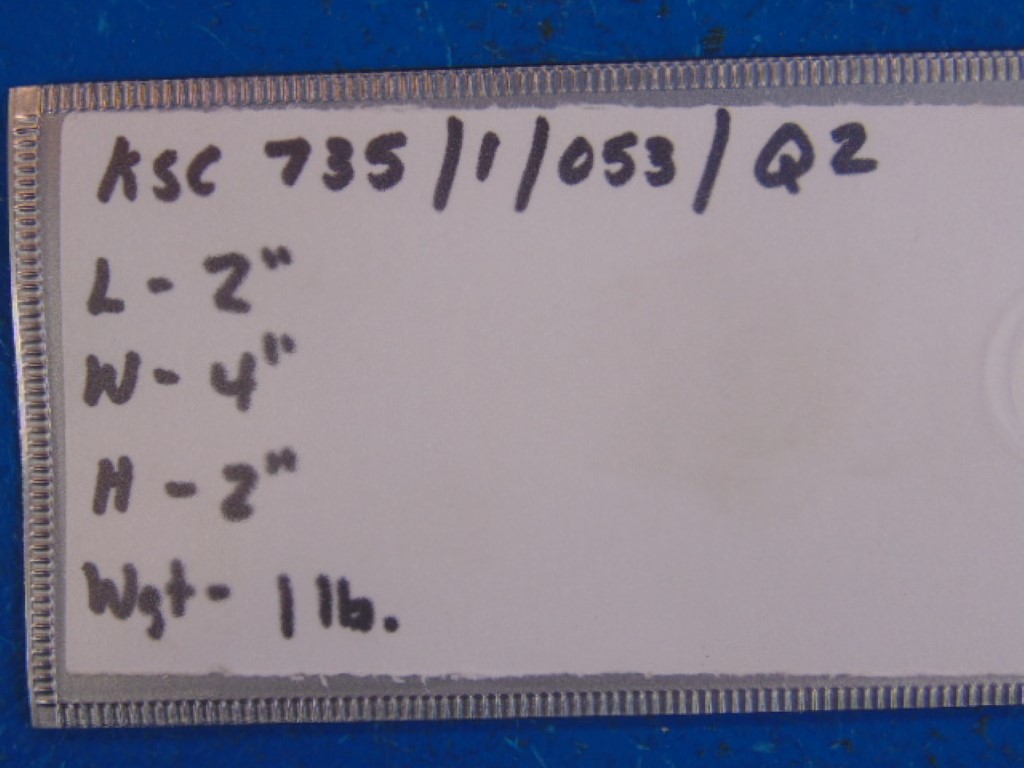 KSC 735/1/053/Q2
L - 2"
W - 4"
H - 2"
Wgt - 1 lb.